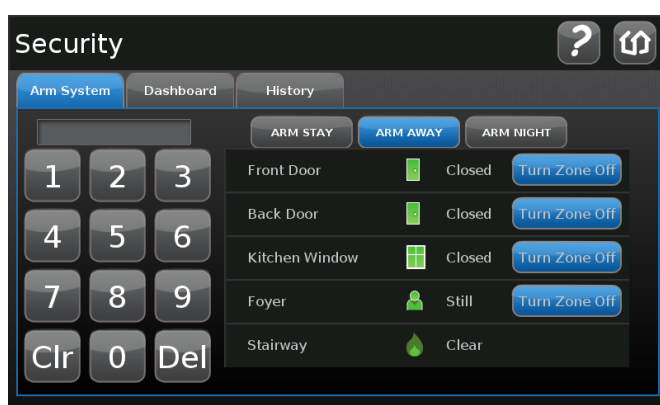 Security ?
Arm System Dashboard History
ARM STAY ARM AWAY ARM NIGHT
1 2 3
4 5 6
7 8 9
Clr 0 Del
Front Door Closed Turn Zone Off
Back Door Closed Turn Zone Off
Kitchen Window Closed Turn Zone Off
Foyer Still Turn Zone Off
Stairway Clear